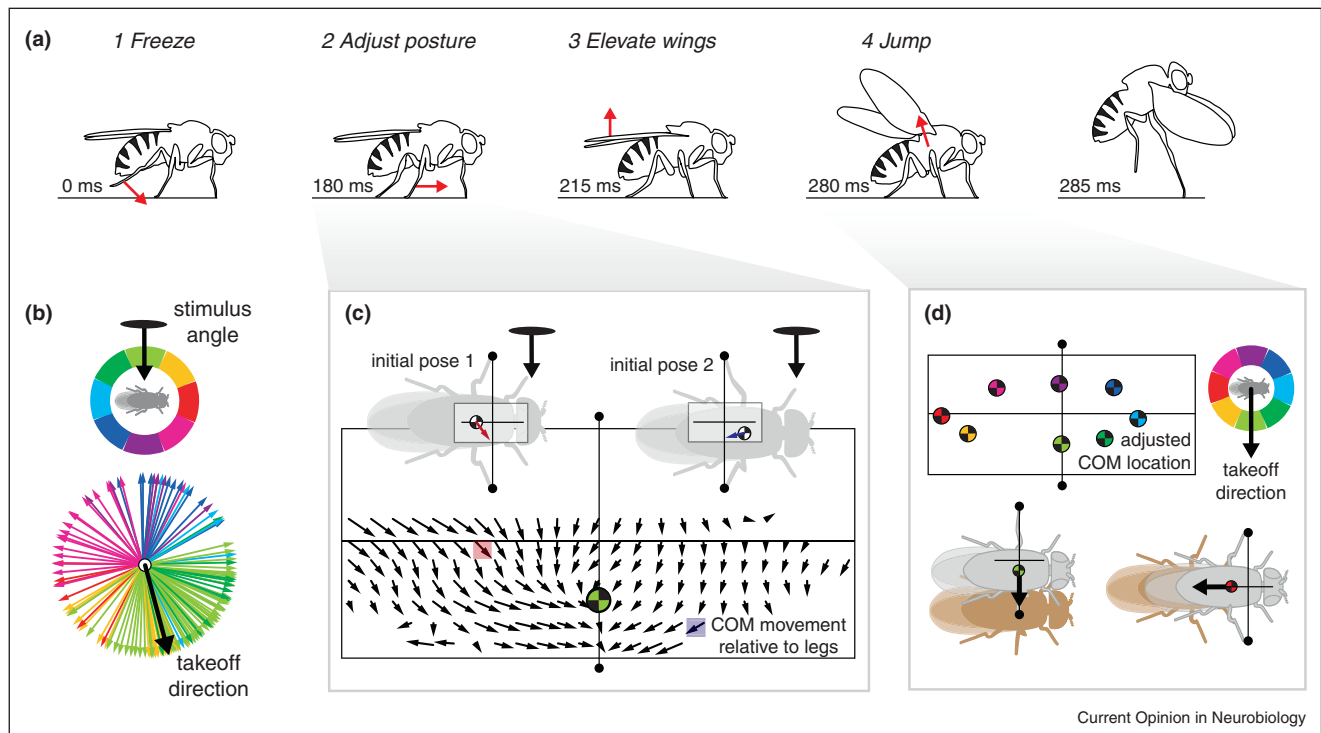 (a)
1 Freeze
2 Adjust posture
3 Elevate wings
4 Jump
0 ms
180 ms
215 ms
280 ms
285 ms
(b)
stimulus
angle
takeoff
direction
(c)
initial pose 1
initial pose 2
COM movement
relative to legs
(d)
adjusted
COM location
takeoff
direction
Current Opinion in Neurobiology